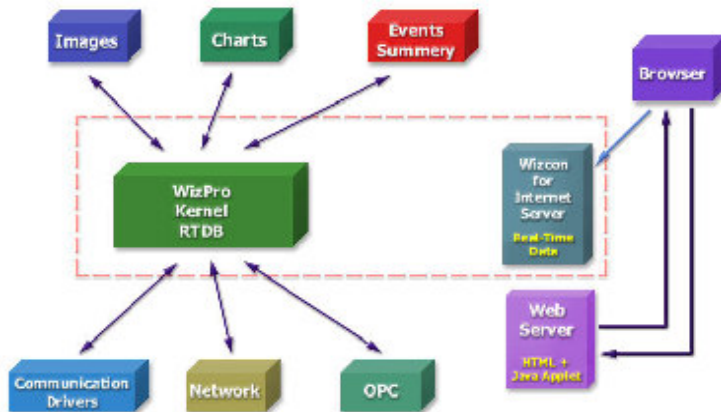 Images
Charts
Events
Summery
Browser
WizPro
Kernel
RTDB
Wizcon
for
Internet
Server
Real-Time
Data
Web
Server
HTML +
Java Applet
Communication
Drivers
Network
OPC